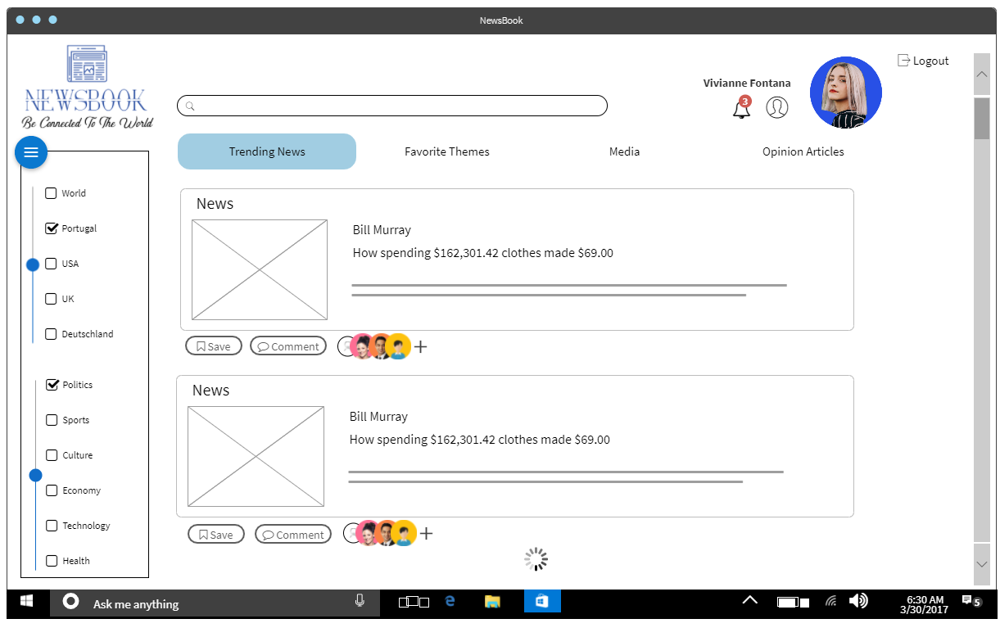 NewsBook
Logout
Vivianne Fontana
3
NEWSBOOK
Be Connected To The World
Trending News
Favorite Themes
Media
Opinion Articles
World
Portugal
USA
UK
Deutschland
Politics
Sports
Culture
Economy
Technology
Health
News
Bill Murray
How spending $162,301.42 clothes made $69.00
Save
Comment
News
Bill Murray
How spending $162,301.42 clothes made $69.00
Save
Comment
Ask me anything
6:30 AM
3/30/2017
5